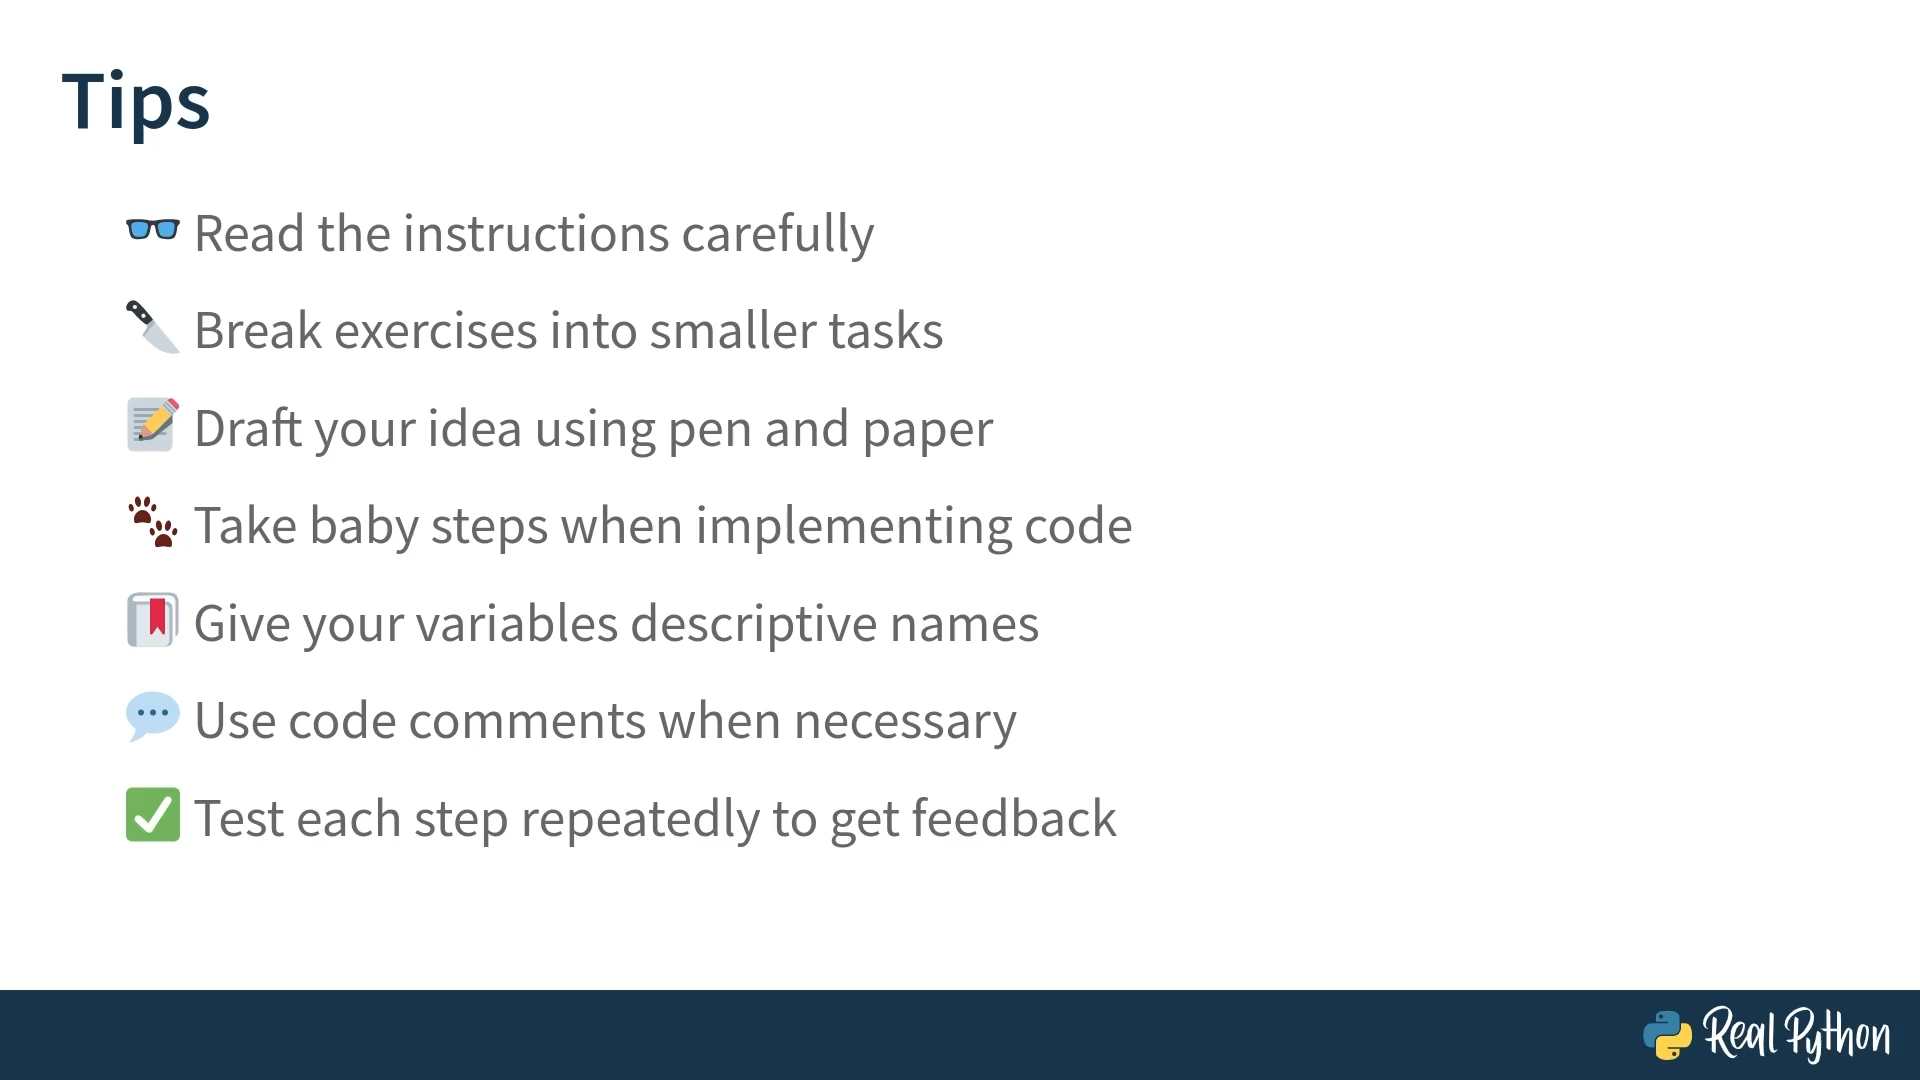 Tips
Read the instructions carefully
Break exercises into smaller tasks
Draft your idea using pen and paper
Take baby steps when implementing code
Give your variables descriptive names
Use code comments when necessary
Test each step repeatedly to get feedback
Real Python